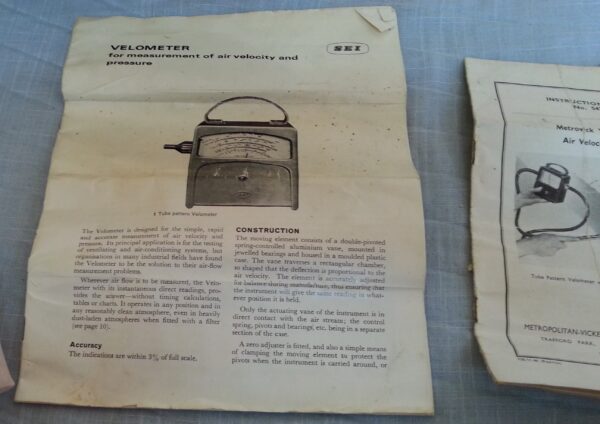 VELOMETER
for measurement of air velocity and
pressure
SEI
Tube pattern Velometer
The Velometer is designed for the simple, rapid
and accurate measurement of air velocity and
pressure. Its principal application is for the testing
of ventilating and air-conditioning systems, but
organisations in many industrial fields have found
the Velometer to be the solution to their air-flow
measurement problems.
Wherever air flow is to be measured, the Velo-
meter with its instantaneous direct readings, pro-
vides the answer—without timing calculations,
tables or charts. It operates in any position and in
any reasonably clean atmosphere, even in heavily
dust-laden atmospheres when fitted with a filter
(see page 10).
Accuracy
The indications are within 3% of full scale.
CONSTRUCTION
The moving element consists of a double-pivoted
spring-controlled aluminium vane, mounted in
jewelled bearings and housed in a moulded plastic
case. The vane traverses a rectangular chamber,
so shaped that the deflection is proportional to the
air velocity. The element is accurately adjusted
for balance during manufacture, thus ensuring that
the instrument will give the same reading in what-
ever position it is held.
Only the actuating vane of the instrument is in
direct contact with the air stream; the control
spring, pivots and bearings, etc, being in a separate
section of the case.
A zero adjuster is fitted, and also a simple means
of clamping the moving element to protect the
pivots when the instrument is carried around, or
INSTRUCTION
No.
Metrovick
Air Veloc
Tube Pattern Velometer
METROPOLITAN-VICKE
TRAFFORD PARK,